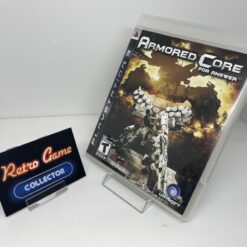 ARMORED CORE
FOR ANSWER
PLAYSTATION 3
T
UBISOFT
Retro Game
COLLECTOR